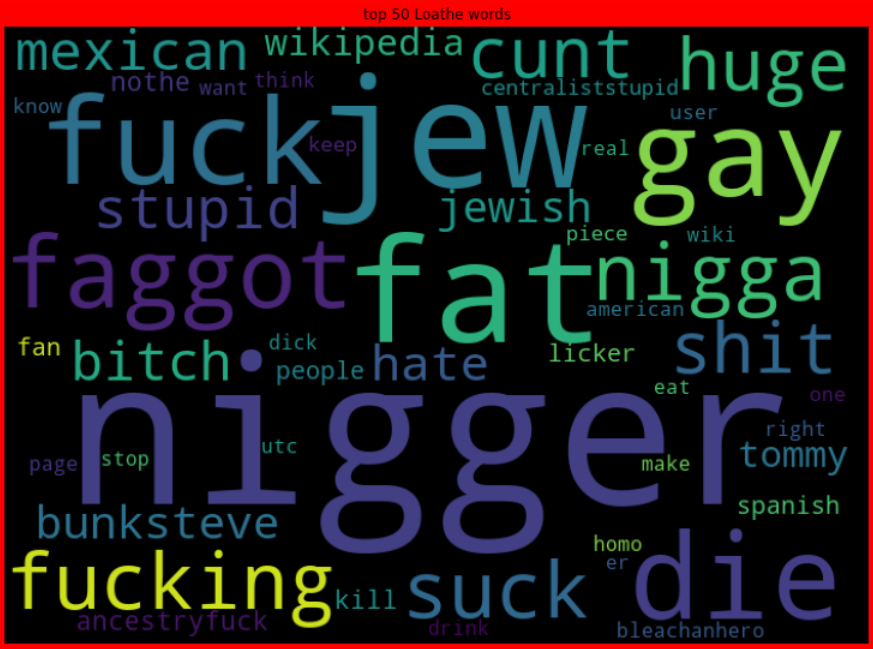 top 50 Loathe words
mexican wikipedia cunt huge
nothe want think centraliststupid
know user
fuck jew gay
keep real
stupid jewish
piece wiki
faggot fat nigga
american
fan dick licker shit
bitch people hate
eat one
nigger
right
page stop utc make tommy
spanish
bunksteve
homo
fucking er die
kill suck
ancestryfuck drink bleachanhero